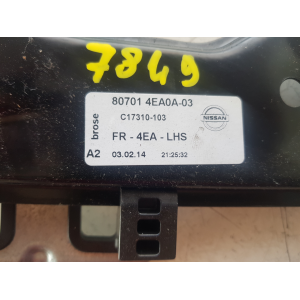 7849
brose
80701 4EA0A-03
C17310-103
NISSAN
FR - 4EA - LHS
A2 03.02.14 21:25:32